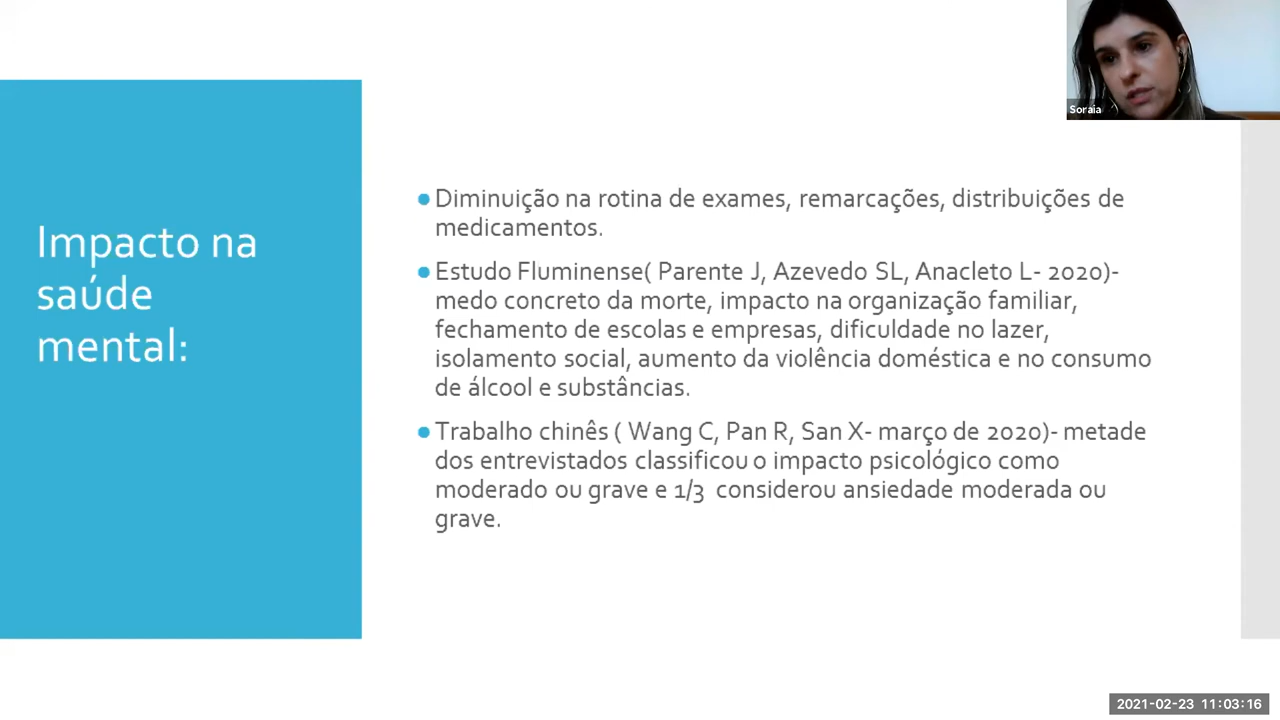 Soraia
Impacto na
saúde
mental:
Diminuição na rotina de exames, remarcações, distribuições de
medicamentos.
Estudo Fluminense( Parente J, Azevedo SL, Anacleto L- 2020)-
medo concreto da morte, impacto na organização familiar,
fechamento de escolas e empresas, dificuldade no lazer,
isolamento social, aumento da violência doméstica e no consumo
de álcool e substâncias.
Trabalho chinês ( Wang C, Pan R, San X- março de 2020)- metade
dos entrevistados classificou o impacto psicológico como
moderado ou grave e 1/3 considerou ansiedade moderada ou
grave.
2021-02-23 11:03:16